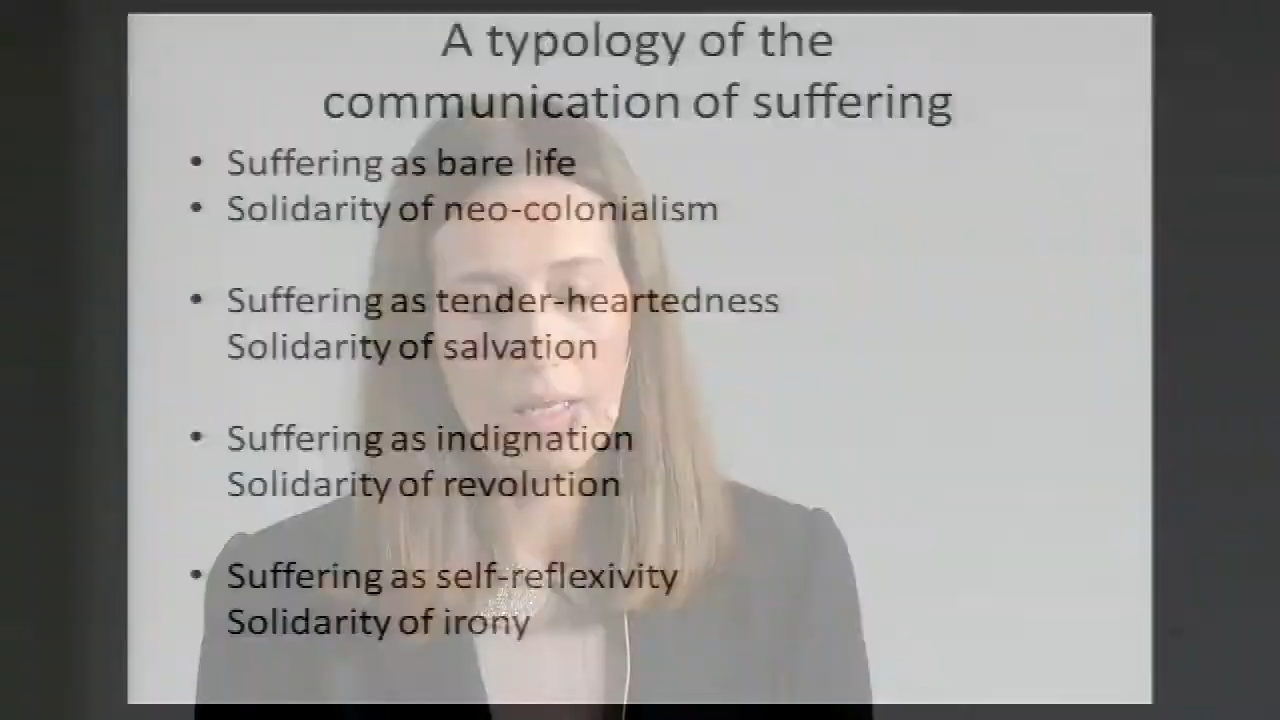 A typology of the
communication of suffering
• Suffering as bare life
• Solidarity of neo-colonialism
• Suffering as tender-heartedness
Solidarity of salvation
• Suffering as indignation
Solidarity of revolution
• Suffering as self-reflexivity
Solidarity of irony